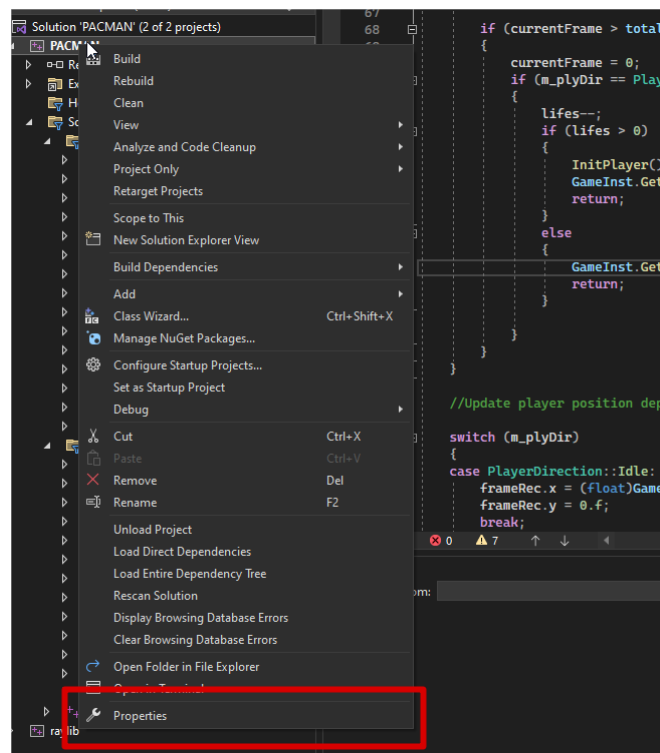 Solution 'PACMAN' (2 of 2 projects)
PACMAN
Build
Rebuild
Clean
View
Analyze and Code Cleanup
Project Only
Retarget Projects
Scope to This
New Solution Explorer View
Build Dependencies
Add
Class Wizard... Ctrl+Shift+X
Manage NuGet Packages...
Configure Startup Projects...
Set as Startup Project
Debug
Cut Ctrl+X
Paste Ctrl+V
Remove Del
Rename F2
Unload Project
Load Direct Dependencies
Load Entire Dependency Tree
Rescan Solution
Display Browsing Database Errors
Clear Browsing Database Errors
Open Folder in File Explorer
Open in Terminal
Properties
raylib
67
68 if (currentFrame > total
{
currentFrame = 0;
if (m_plyDir == Play
{
lifes--;
if (lifes > 0)
{
InitPlayer()
GameInst.Get
return;
}
else
{
GameInst.Get
return;
}
}
}
}
//Update player position dep
switch (m_plyDir)
{
case PlayerDirection::Idle:
frameRec.x = (float)Game
frameRec.y = 0.f;
break;
0 7
om: